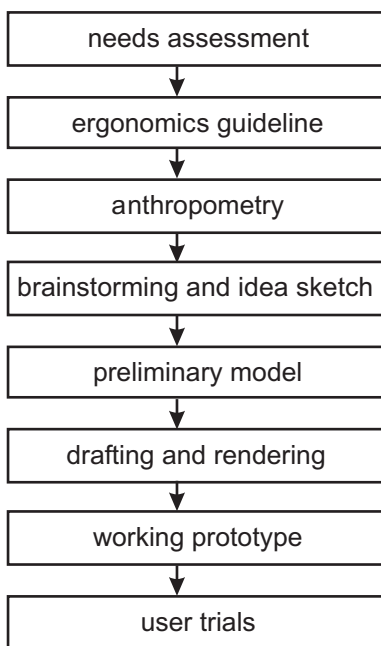 needs assessment
ergonomics guideline
anthropometry
brainstorming and idea sketch
preliminary model
drafting and rendering
working prototype
user trials